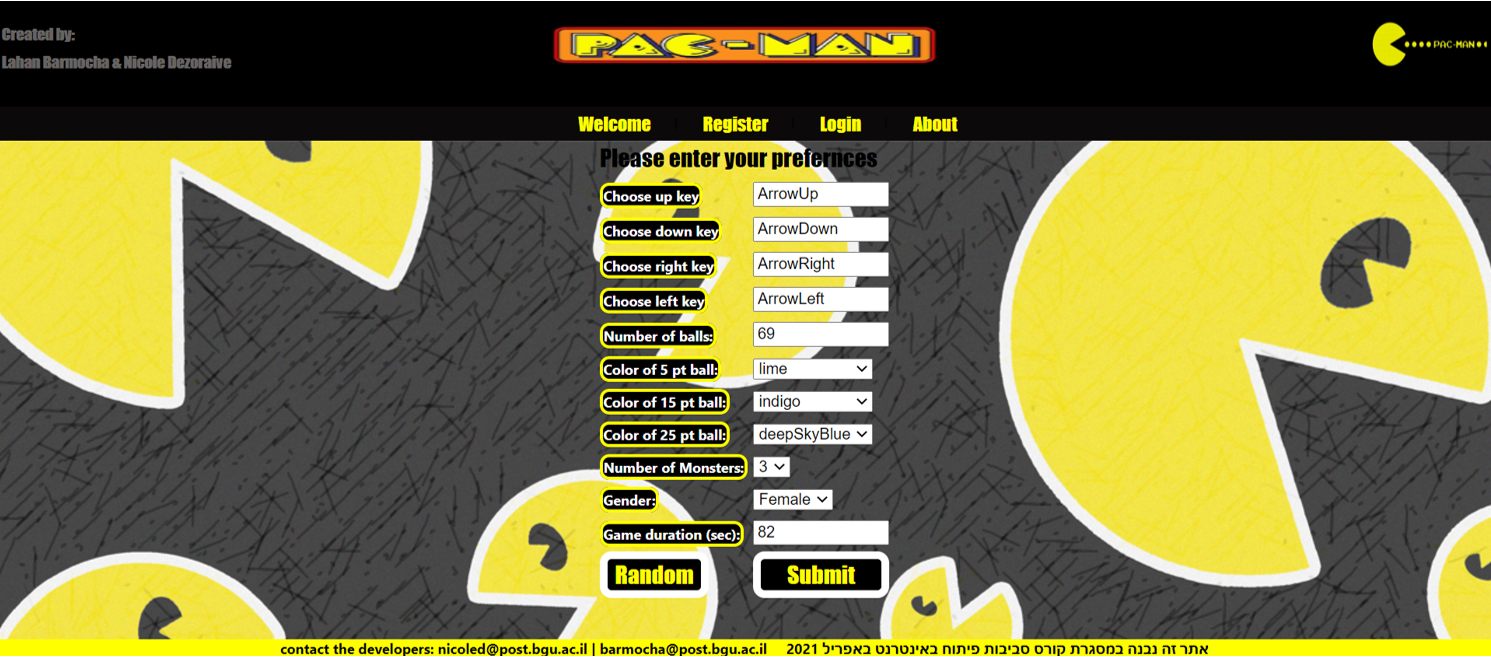 Created by:
Lahan Barmocha & Nicole Dezoraive
PAC-MAN
PAC-MAN
Welcome Register Login About
Please enter your prefernces
Choose up key ArrowUp
Choose down key ArrowDown
Choose right key ArrowRight
Choose left key ArrowLeft
Number of balls: 69
Color of 5 pt ball: lime
Color of 15 pt ball: indigo
Color of 25 pt ball: deepSkyBlue
Number of Monsters: 3
Gender: Female
Game duration (sec): 82
Random Submit
contact the developers: nicoled@post.bgu.ac.il | barmocha@post.bgu.ac.il אתר זה נבנה במסגרת קורס סביבות פיתוח באינטרנט באפריל 2021